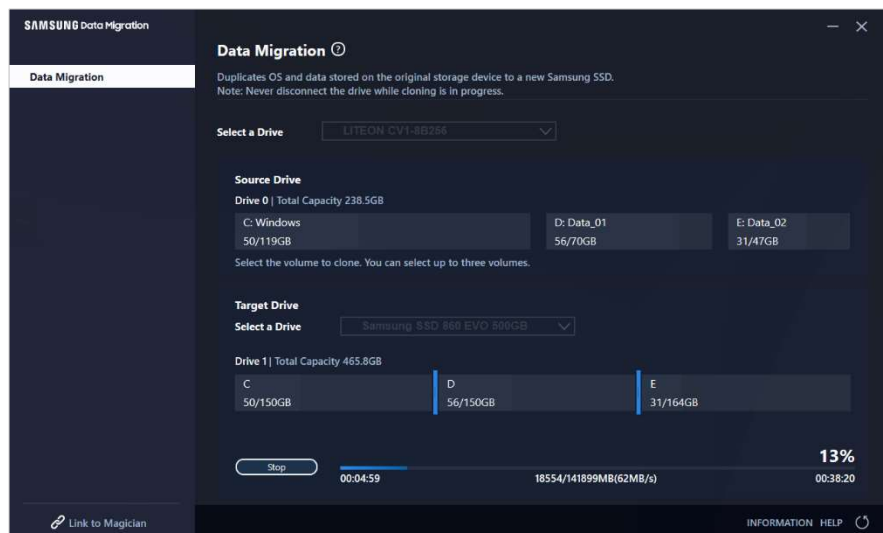 SAMSUNG Data Migration
Data Migration
Data Migration ?
Duplicates OS and data stored on the original storage device to a new Samsung SSD.
Note: Never disconnect the drive while cloning is in progress.
Select a Drive LITEON CV1-8B256
Source Drive
Drive 0 | Total Capacity 238.5GB
C: Windows D: Data_01 E: Data_02
50/119GB 56/70GB 31/47GB
Select the volume to clone. You can select up to three volumes.
Target Drive
Select a Drive Samsung SSD 860 EVO 500GB
Drive 1 | Total Capacity 465.8GB
C D E
50/150GB 56/150GB 31/164GB
13%
Stop
00:04:59 18554/141899MB(62MB/s) 00:38:20
Link to Magician
INFORMATION HELP